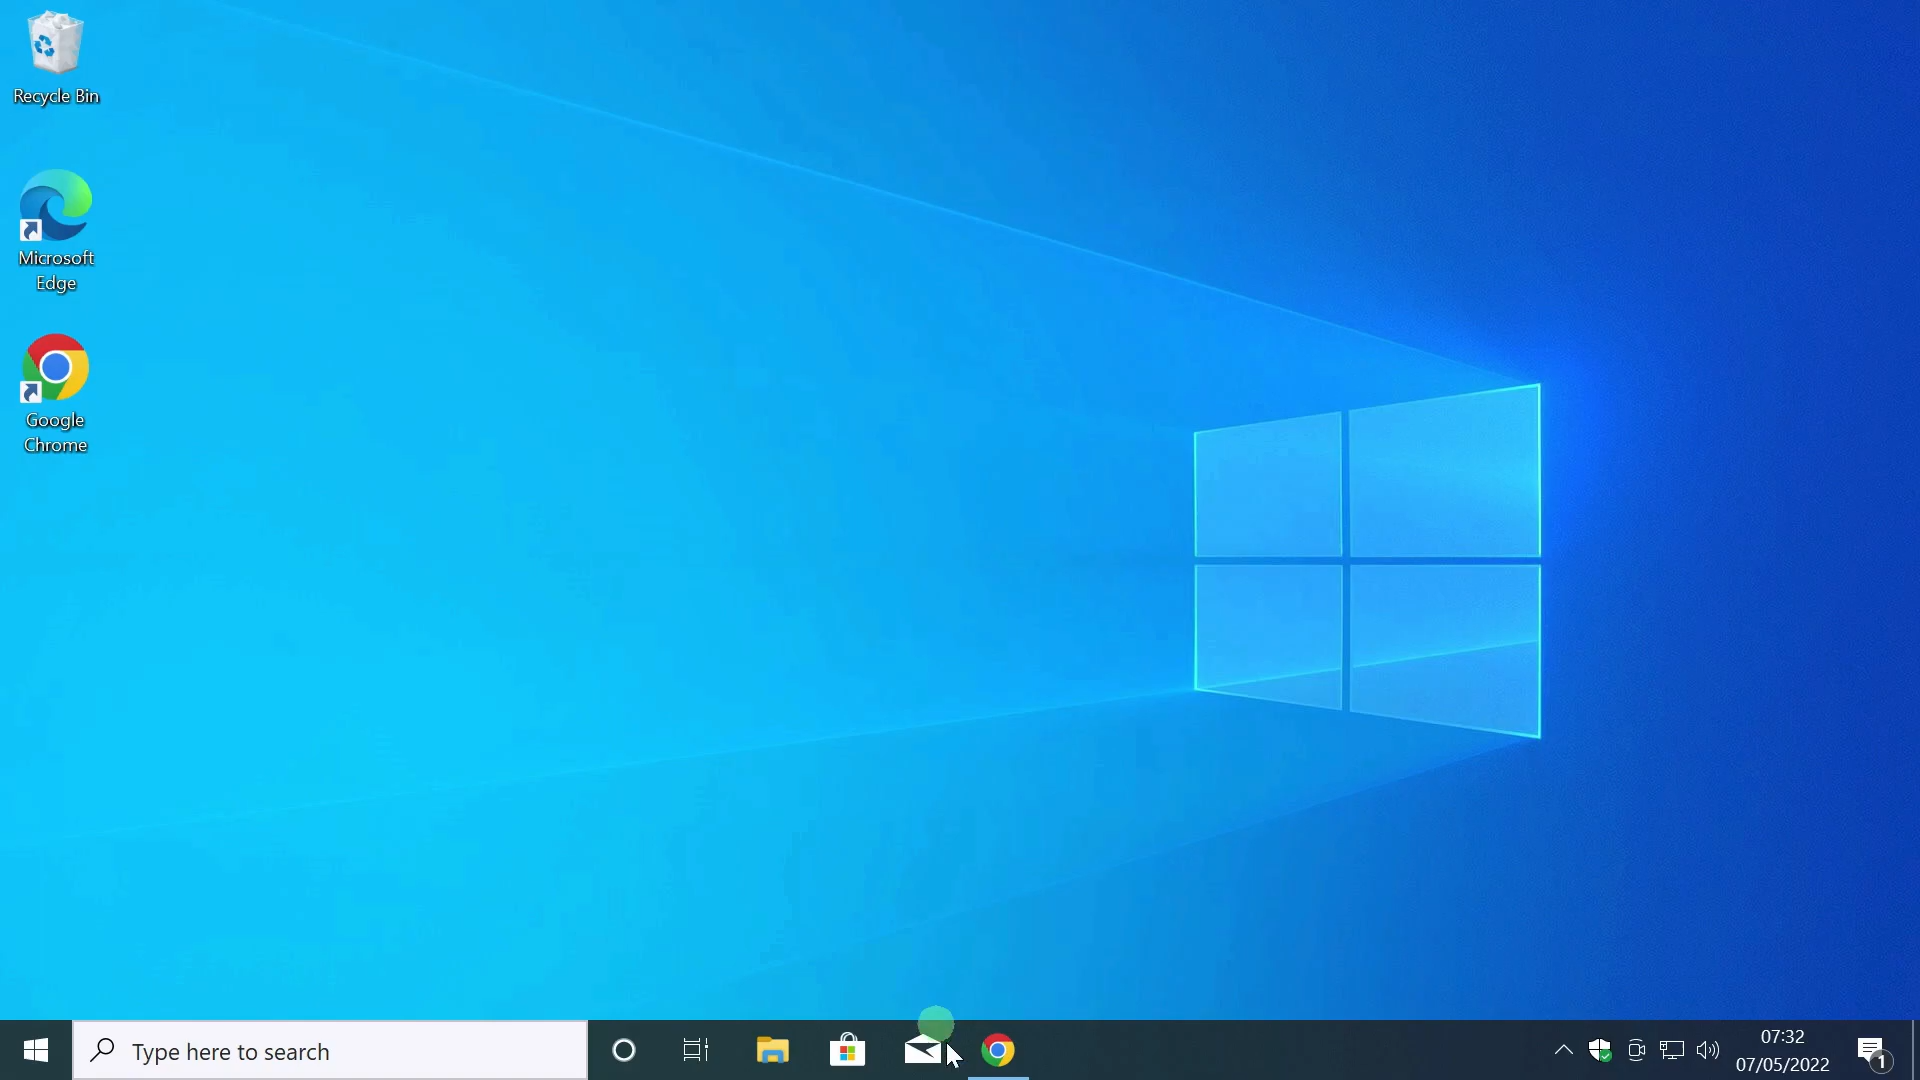 Recycle Bin
Microsoft
Edge
Google
Chrome
Type here to search
07:32
07/05/2022
1